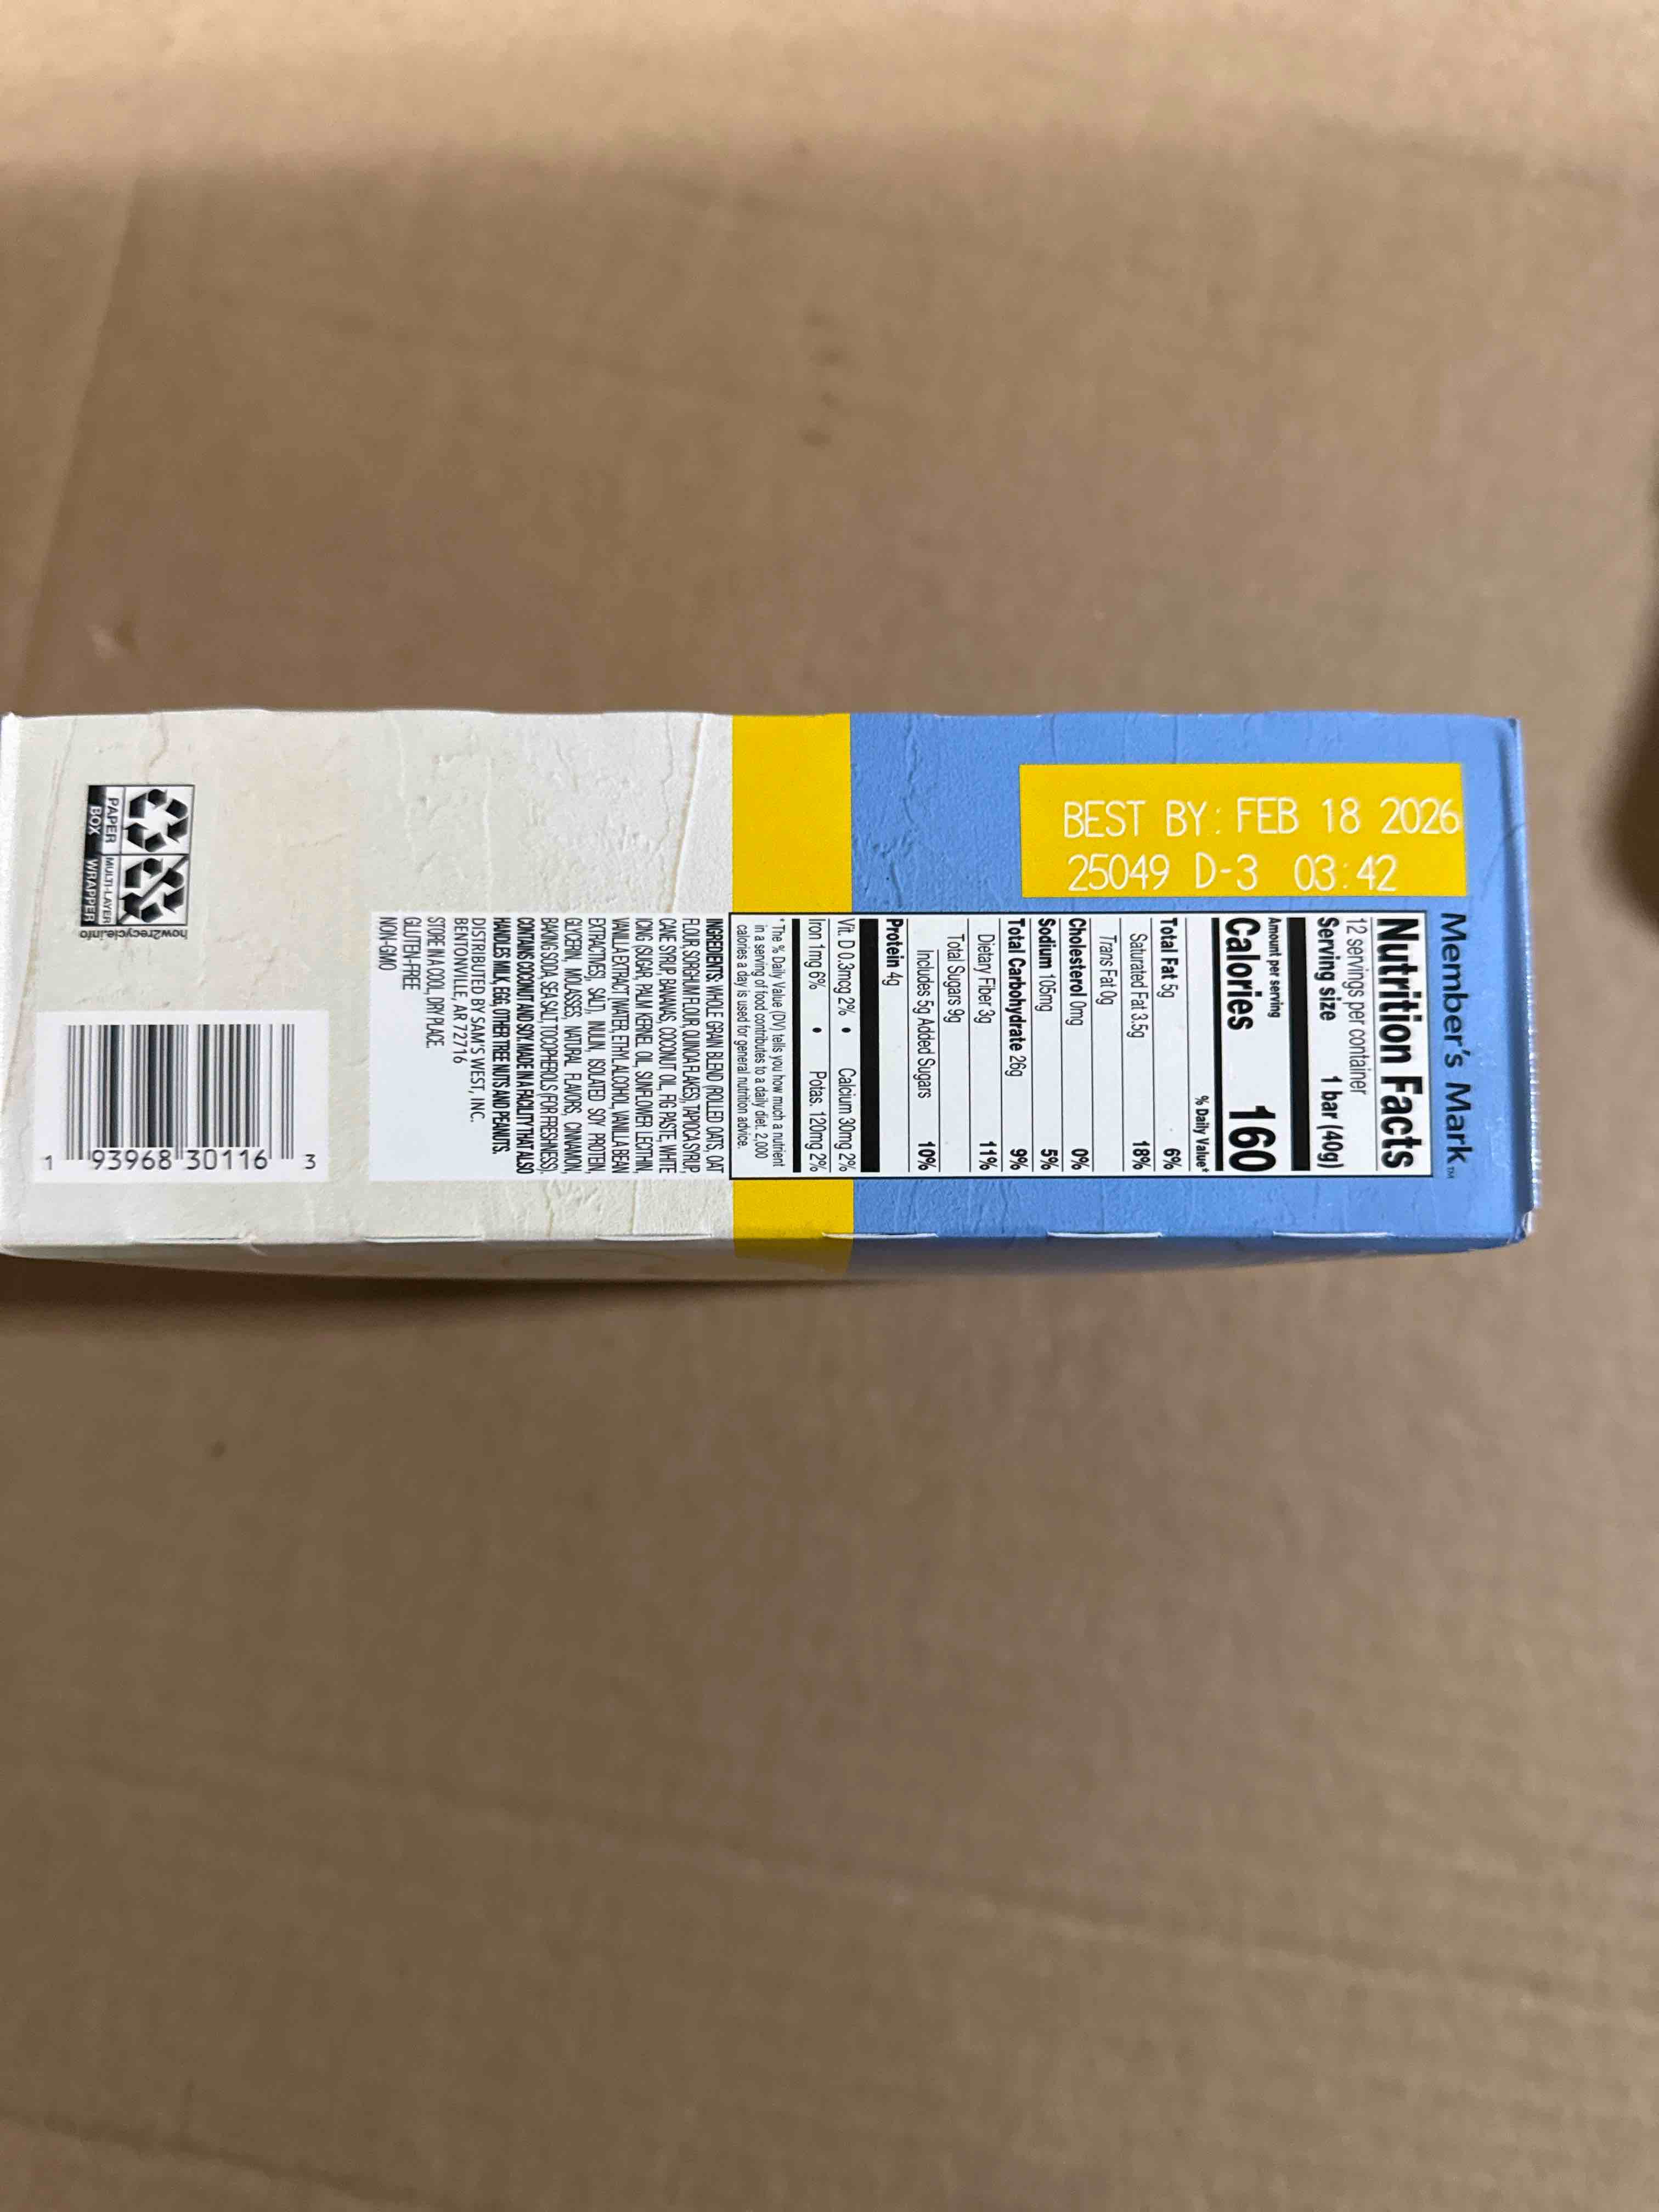 BEST BY: FEB 18 2026
25049 D-3 03:42
Member's Mark™
Nutrition Facts
12 servings per container
Serving size 1 bar (40g)
Amount per serving
Calories 160
% Daily Value*
Total Fat 5g 6%
Saturated Fat 3.5g 18%
Trans Fat 0g
Cholesterol 0mg 0%
Sodium 105mg 5%
Total Carbohydrate 26g 9%
Dietary Fiber 3g 11%
Total Sugars 9g
Includes 5g Added Sugars 10%
Protein 4g
Vit. D 0.3mcg 2% • Calcium 30mg 2%
Iron 1mg 6% • Potas. 120mg 2%
* The % Daily Value (DV) tells you how much a nutrient
in a serving of food contributes to a daily diet. 2,000
calories a day is used for general nutrition advice.
INGREDIENTS: WHOLE GRAIN BLEND (ROLLED OATS, OAT
FLOUR, SORGHUM FLOUR, QUINOA FLAKES), TAPIOCA SYRUP,
CANE SYRUP, BANANAS, COCONUT OIL, FIG PASTE, WHITE
ICING (SUGAR, PALM KERNEL OIL, SUNFLOWER LECITHIN,
VANILLA EXTRACT [WATER, ETHYL ALCOHOL, VANILLA BEAN
EXTRACTIVES], SALT), INULIN, ISOLATED SOY PROTEIN,
GLYCERIN, MOLASSES, NATURAL FLAVORS, CINNAMON,
BAKING SODA, SEA SALT, TOCOPHEROLS (FOR FRESHNESS).
CONTAINS COCONUT AND SOY. MADE IN A FACILITY THAT ALSO
HANDLES MILK, EGG, OTHER TREE NUTS AND PEANUTS.
DISTRIBUTED BY SAM'S WEST, INC.
BENTONVILLE, AR 72716
STORE IN A COOL, DRY PLACE.
GLUTEN-FREE
NON-GMO
how2recycle.info
PAPER
BOX
MULTI-LAYER
WRAPPER
1 93968 30116 3